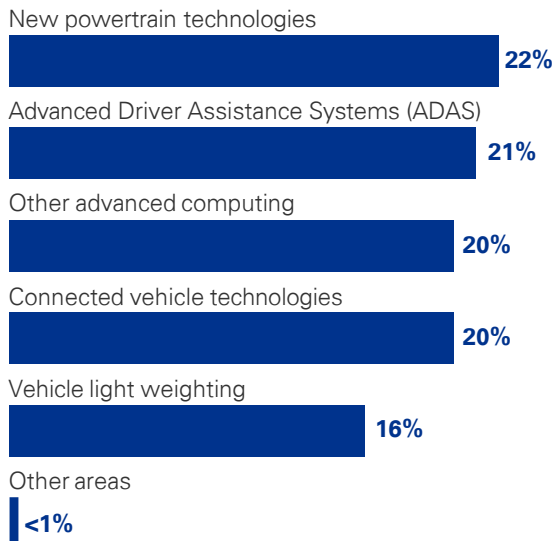 New powertrain technologies
22%
Advanced Driver Assistance Systems (ADAS)
21%
Other advanced computing
20%
Connected vehicle technologies
20%
Vehicle light weighting
16%
Other areas
<1%